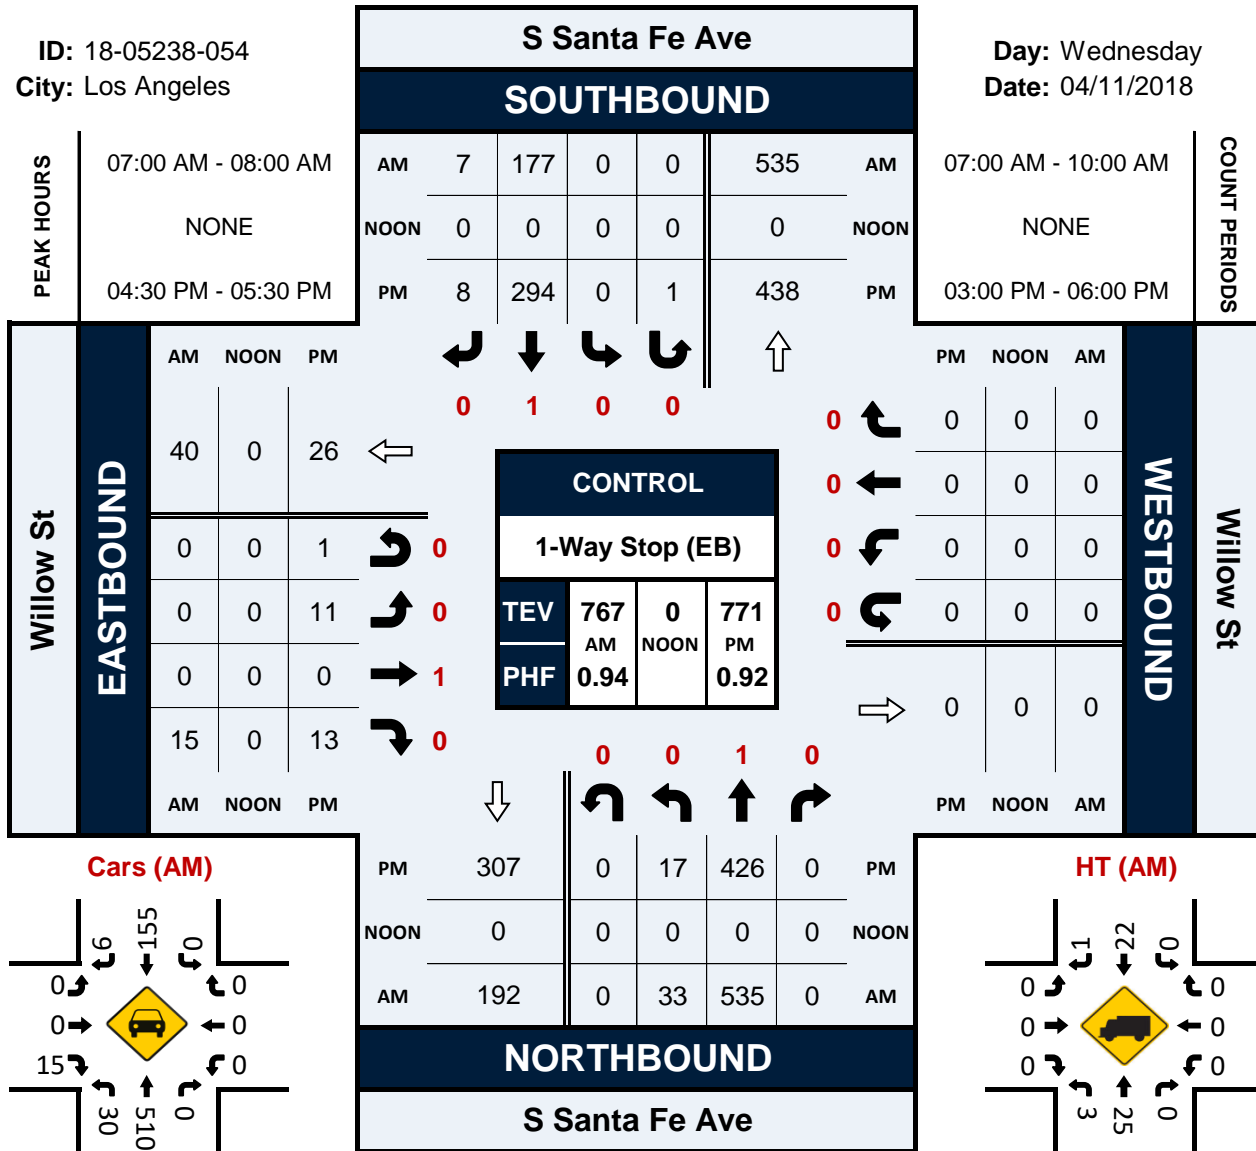 S Santa Fe Ave
ID: 18-05238-054
City: Los Angeles
Day: Wednesday
Date: 04/11/2018
SOUTHBOUND
PEAK HOURS
07:00 AM - 08:00 AM
NONE
04:30 PM - 05:30 PM
AM 7 177 0 0 535 AM
NOON 0 0 0 0 0 NOON
PM 8 294 0 1 438 PM
07:00 AM - 10:00 AM
NONE
03:00 PM - 06:00 PM
COUNT PERIODS
0 1 0 0
Willow St
EASTBOUND
AM NOON PM
40 0 26
0 0 1 0
0 0 11 0
0 0 0 1
15 0 13 0
AM NOON PM
CONTROL
1-Way Stop (EB)
TEV 767 0 771
AM NOON PM
PHF 0.94 0.92
PM NOON AM
0 0 0 0
0 0 0 0
0 0 0 0
0 0 0 0
0 0 0
PM NOON AM
WESTBOUND
Willow St
0 0 1 0
PM 307 0 17 426 0 PM
NOON 0 0 0 0 0 NOON
AM 192 0 33 535 0 AM
NORTHBOUND
S Santa Fe Ave
Cars (AM)
6 155 0
0 0
0 0
15 0
30 510 0
HT (AM)
1 22 0
0 0
0 0
0 0
3 25 0